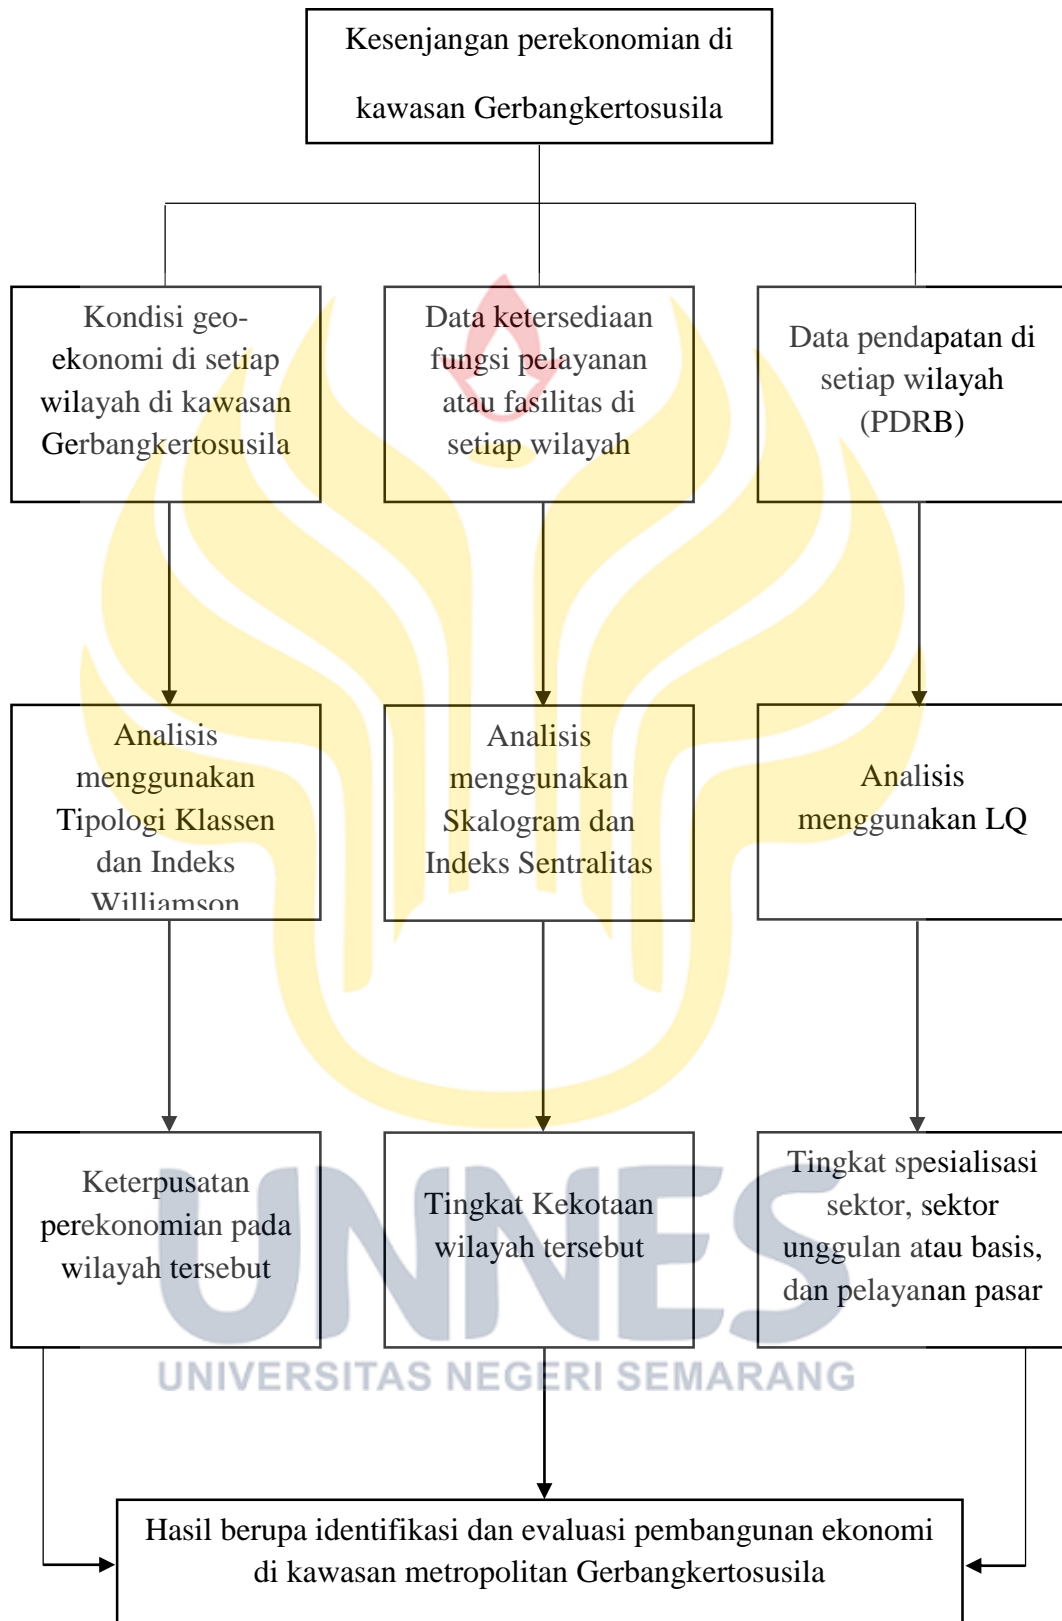 Kesenjangan perekonomian di
kawasan Gerbangkertosusila
Kondisi geo-
ekonomi di setiap
wilayah di kawasan
Gerbangkertosusila
Data ketersediaan
fungsi pelayanan
atau fasilitas di
setiap wilayah
Data pendapatan di
setiap wilayah
(PDRB)
Analisis
menggunakan
Tipologi Klassen
dan Indeks
Williamson
Analisis
menggunakan
Skalogram dan
Indeks Sentralitas
Analisis
menggunakan LQ
Keterpusatan
perekonomian pada
wilayah tersebut
Tingkat Kekotaan
wilayah tersebut
Tingkat spesialisasi
sektor, sektor
unggulan atau basis,
dan pelayanan pasar
UNNES
UNIVERSITAS NEGERI SEMARANG
Hasil berupa identifikasi dan evaluasi pembangunan ekonomi
di kawasan metropolitan Gerbangkertosusila